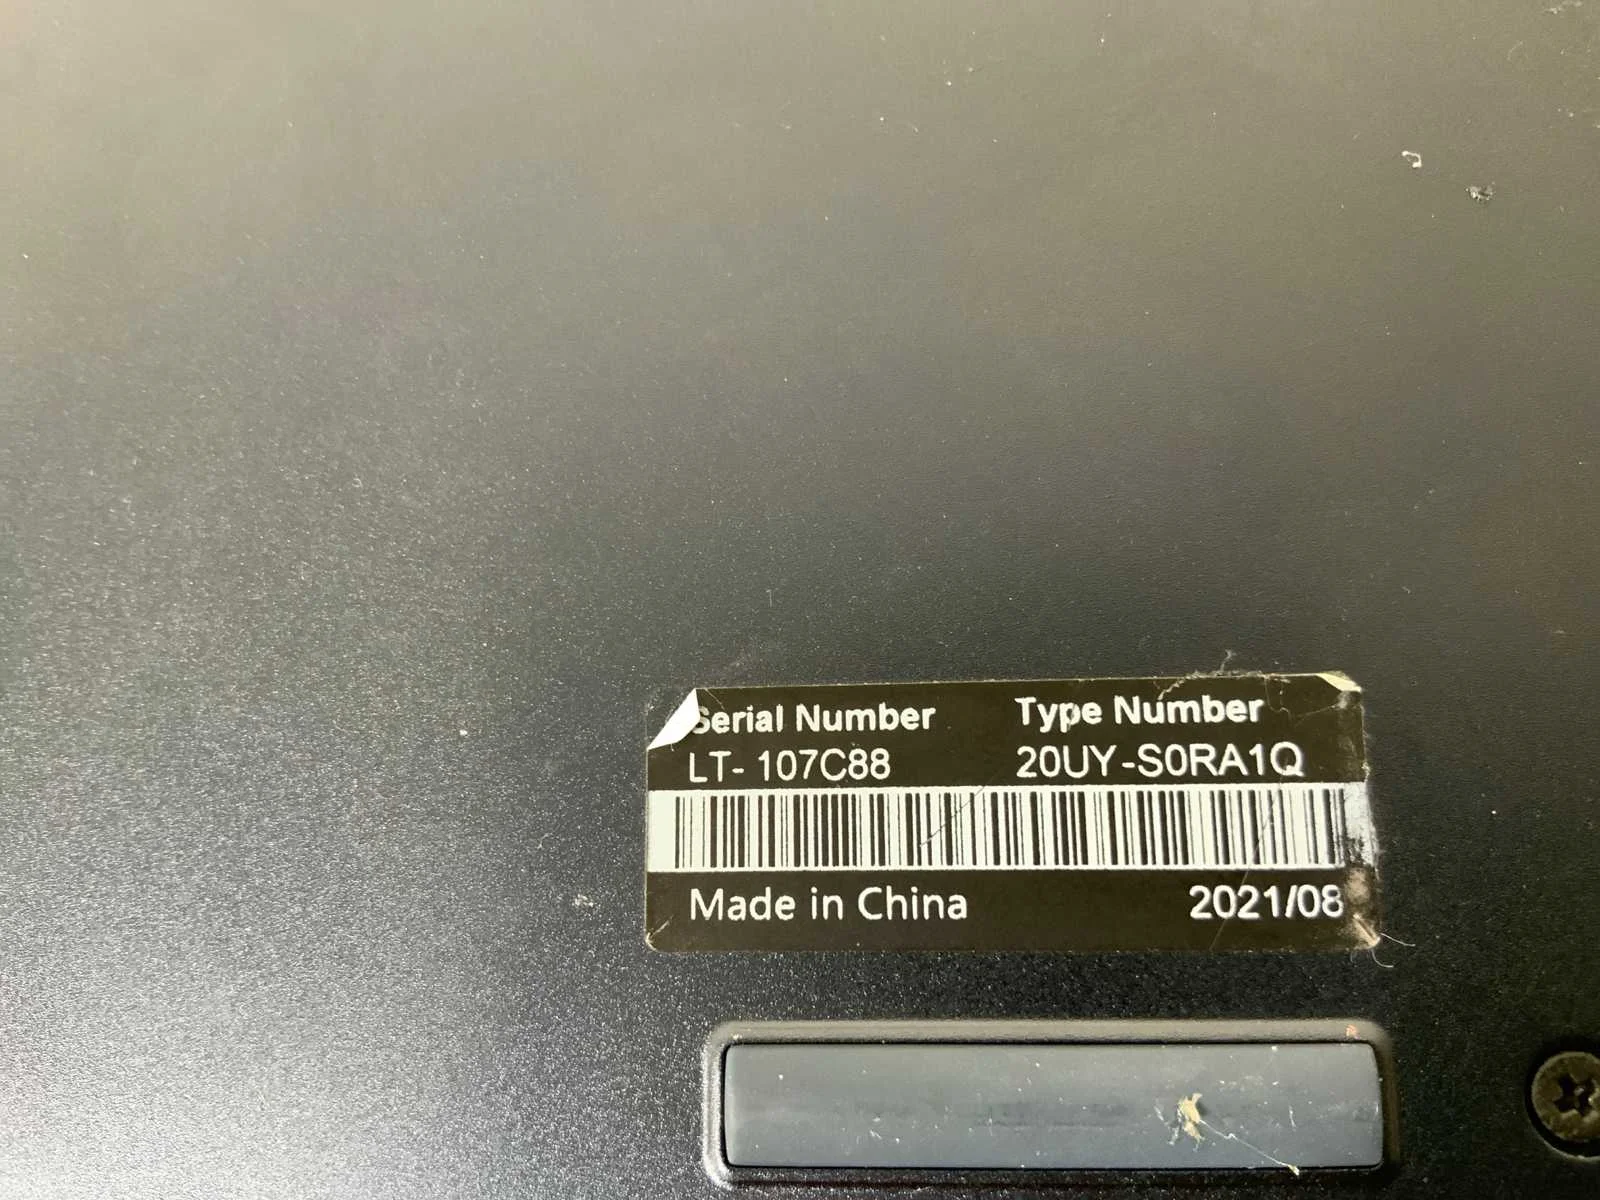 Serial Number Type Number
LT- 107C88 20UY-S0RA1Q
Made in China 2021/08